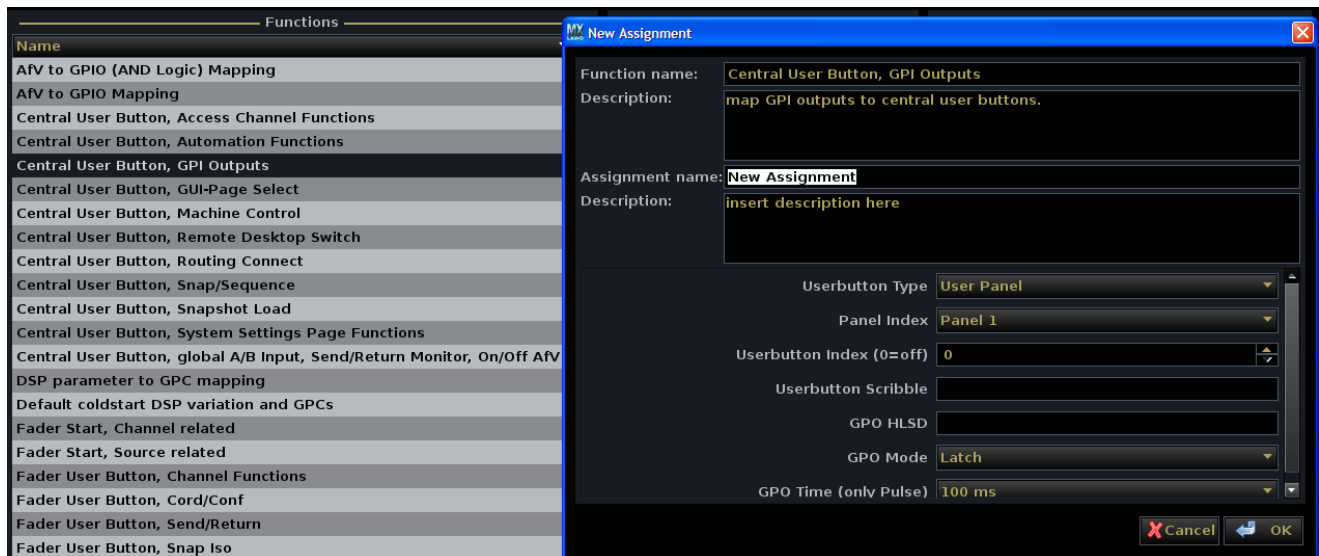 Functions
Name
AfV to GPIO (AND Logic) Mapping
AfV to GPIO Mapping
Central User Button, Access Channel Functions
Central User Button, Automation Functions
Central User Button, GPI Outputs
Central User Button, GUI-Page Select
Central User Button, Machine Control
Central User Button, Remote Desktop Switch
Central User Button, Routing Connect
Central User Button, Snap/Sequence
Central User Button, Snapshot Load
Central User Button, System Settings Page Functions
Central User Button, global A/B Input, Send/Return Monitor, On/Off AfV
DSP parameter to GPC mapping
Default coldstart DSP variation and GPCs
Fader Start, Channel related
Fader Start, Source related
Fader User Button, Channel Functions
Fader User Button, Cord/Conf
Fader User Button, Send/Return
Fader User Button, Snap Iso
MX LAWO New Assignment
Function name: Central User Button, GPI Outputs
Description: map GPI outputs to central user buttons.
Assignment name: New Assignment
Description: insert description here
Userbutton Type User Panel
Panel Index Panel 1
Userbutton Index (0=off) 0
Userbutton Scribble
GPO HLSD
GPO Mode Latch
GPO Time (only Pulse) 100 ms
Cancel OK